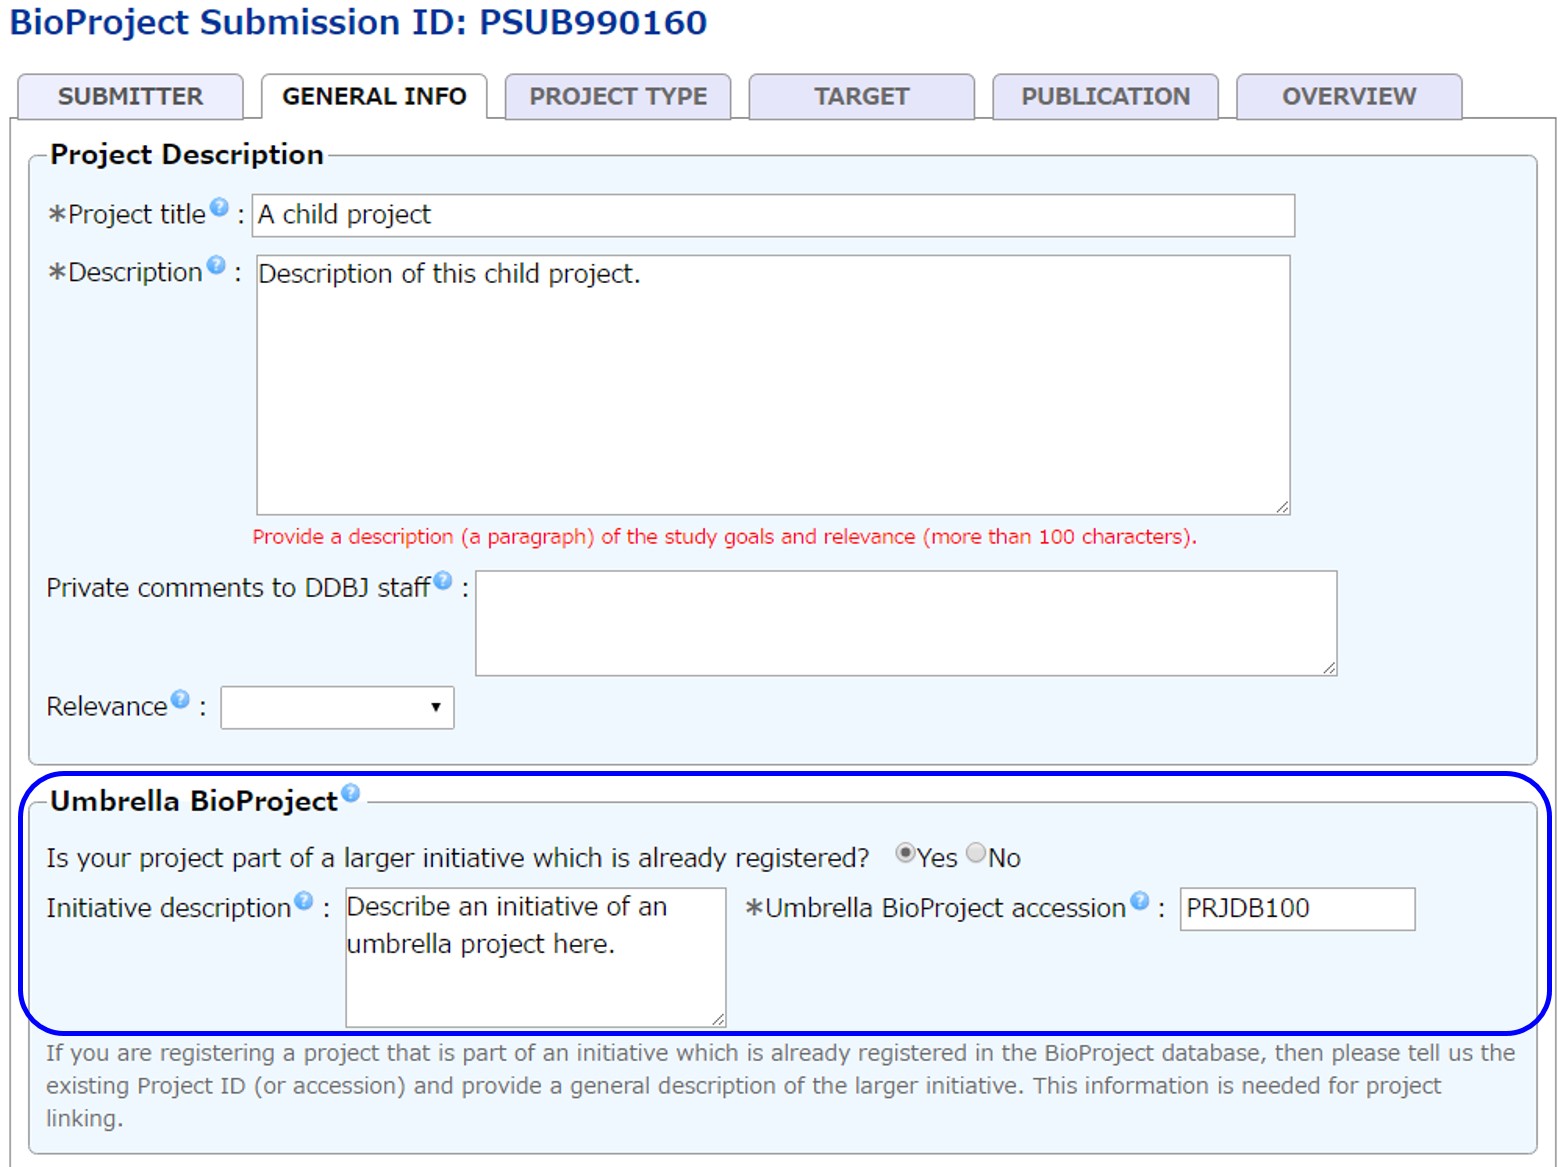 BioProject Submission ID: PSUB990160
SUBMITTER GENERAL INFO PROJECT TYPE TARGET PUBLICATION OVERVIEW
Project Description
*Project title? : A child project
*Description? : Description of this child project.
Provide a description (a paragraph) of the study goals and relevance (more than 100 characters).
Private comments to DDBJ staff? :
Relevance? :
Umbrella BioProject?
Is your project part of a larger initiative which is already registered? Yes No
Initiative description? : Describe an initiative of an
umbrella project here.
*Umbrella BioProject accession? : PRJDB100
If you are registering a project that is part of an initiative which is already registered in the BioProject database, then please tell us the
existing Project ID (or accession) and provide a general description of the larger initiative. This information is needed for project
linking.